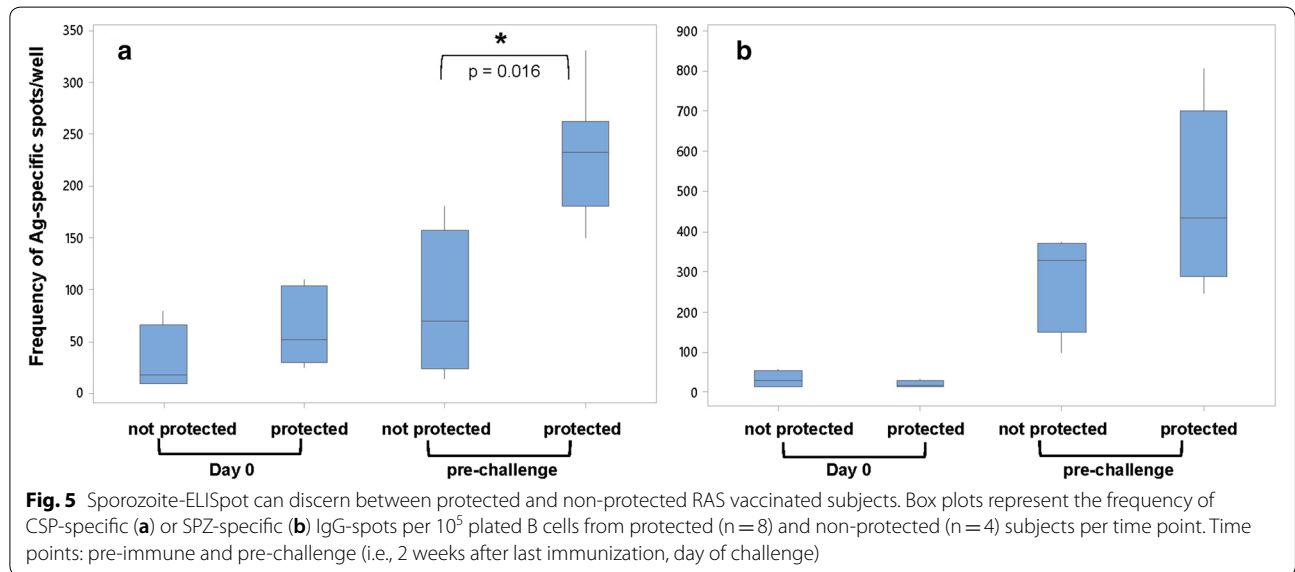 a
*
p = 0.016
350
300
250
200
150
100
50
0
Frequency of Ag-specific spots/well
not protected protected not protected protected
Day 0 pre-challenge
b
900
800
700
600
500
400
300
200
100
0
not protected protected not protected protected
Day 0 pre-challenge
Fig. 5 Sporozoite-ELISpot can discern between protected and non-protected RAS vaccinated subjects. Box plots represent the frequency of
CSP-specific (a) or SPZ-specific (b) IgG-spots per 10⁵ plated B cells from protected (n = 8) and non-protected (n = 4) subjects per time point. Time
points: pre-immune and pre-challenge (i.e., 2 weeks after last immunization, day of challenge)